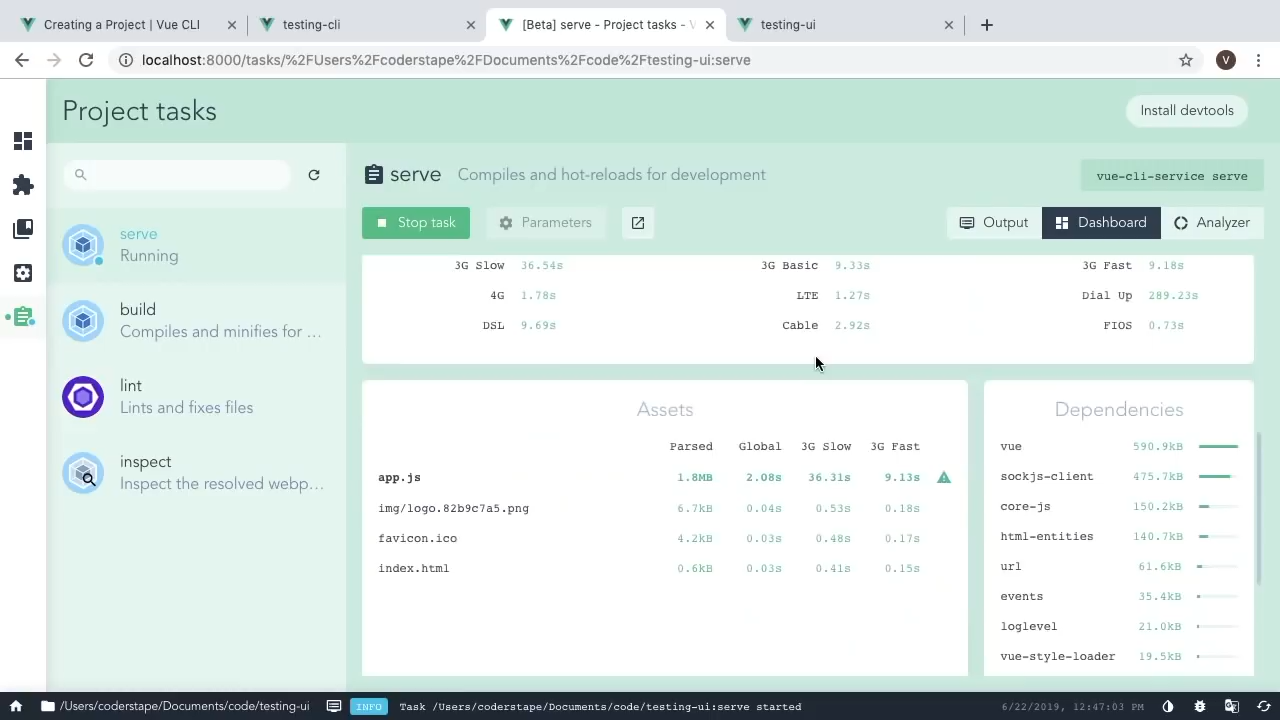 Creating a Project | Vue CLI
testing-cli
[Beta] serve - Project tasks - V
testing-ui
localhost:8000/tasks/%2FUsers%2Fcoderstape%2FDocuments%2Fcode%2Ftesting-ui:serve
V
Project tasks
Install devtools
serve
Running
build
Compiles and minifies for ...
lint
Lints and fixes files
inspect
Inspect the resolved webp...
serve Compiles and hot-reloads for development
vue-cli-service serve
Stop task
Parameters
Output
Dashboard
Analyzer
3G Slow 36.54s 3G Basic 9.33s 3G Fast 9.18s
4G 1.78s LTE 1.27s Dial Up 289.23s
DSL 9.69s Cable 2.92s FIOS 0.73s
Assets
Parsed Global 3G Slow 3G Fast
app.js 1.8MB 2.08s 36.31s 9.13s
img/logo.82b9c7a5.png 6.7kB 0.04s 0.53s 0.18s
favicon.ico 4.2kB 0.03s 0.48s 0.17s
index.html 0.6kB 0.03s 0.41s 0.15s
Dependencies
vue 590.9kB
sockjs-client 475.7kB
core-js 150.2kB
html-entities 140.7kB
url 61.6kB
events 35.4kB
loglevel 21.0kB
vue-style-loader 19.5kB
/Users/coderstape/Documents/code/testing-ui
INFO Task /Users/coderstape/Documents/code/testing-ui:serve started
6/22/2019, 12:47:03 PM